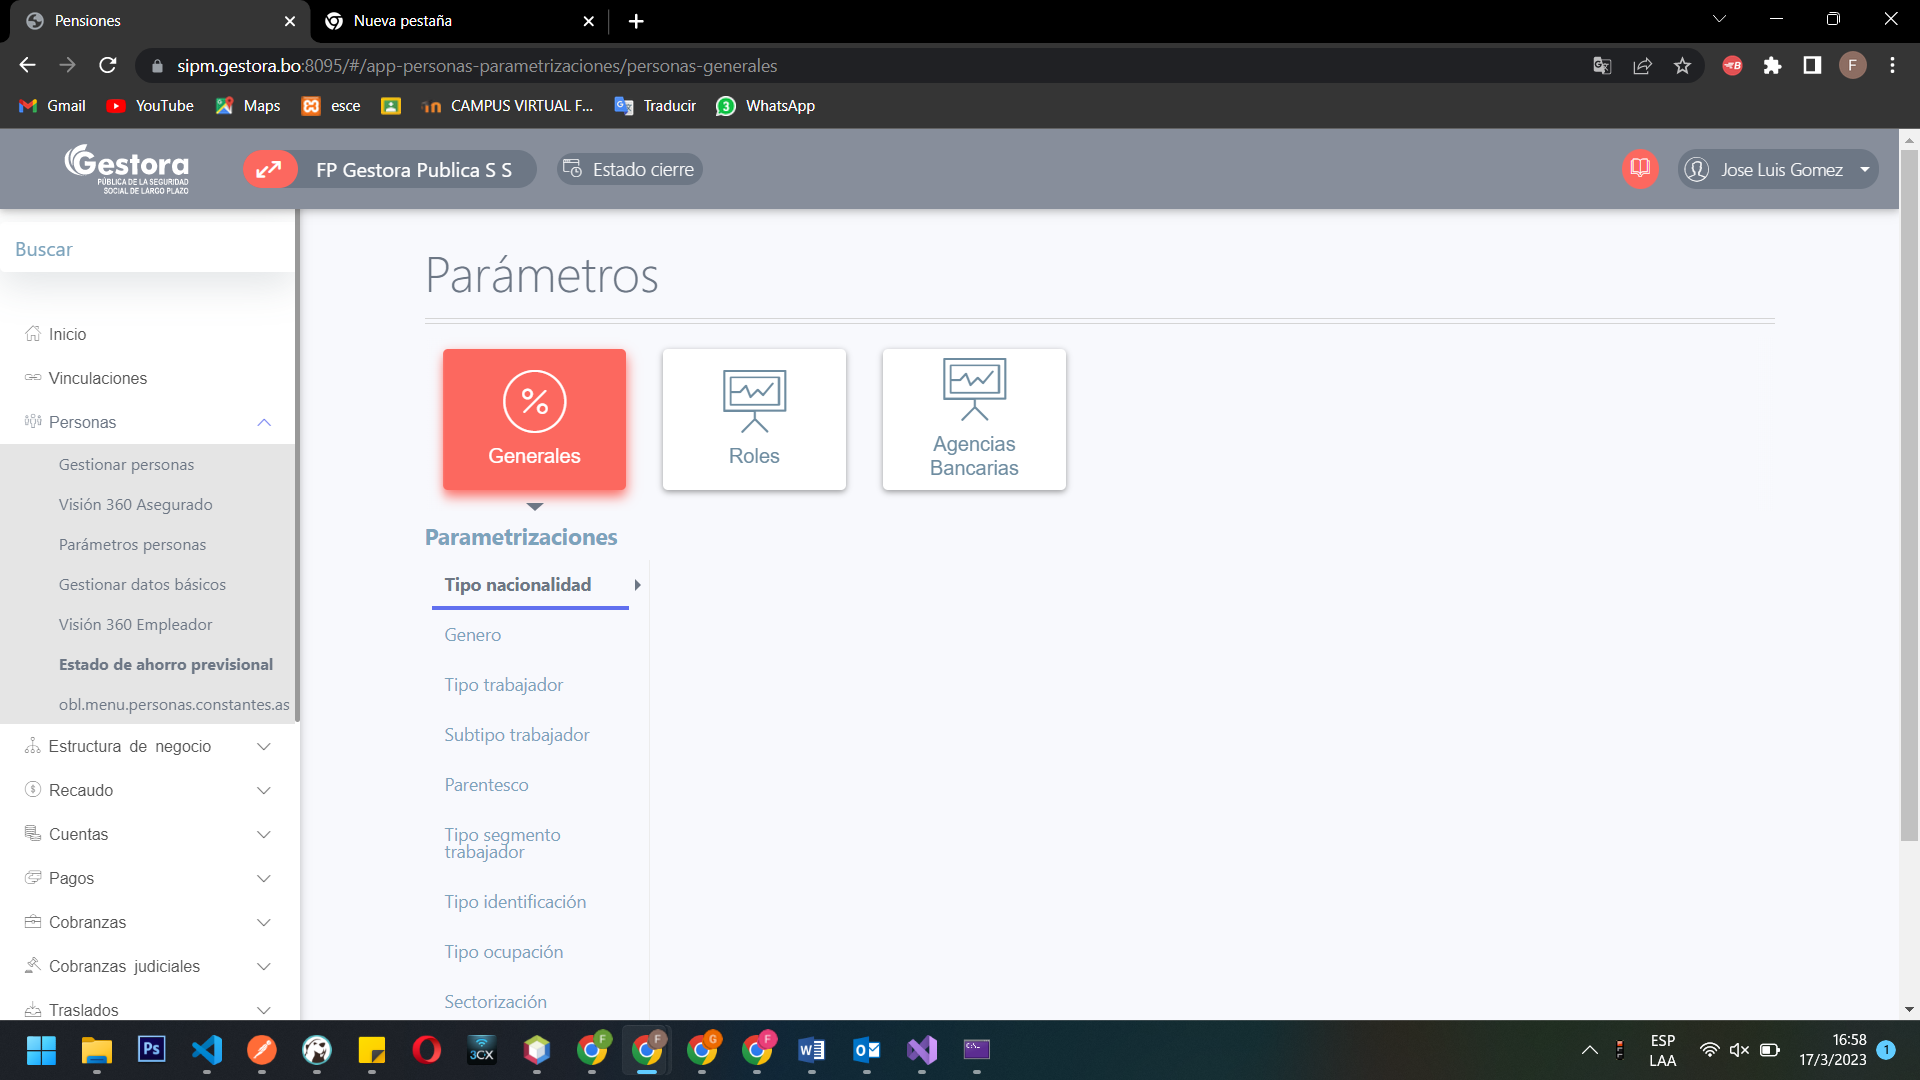 Pensiones
Nueva pestaña
sipm.gestora.bo:8095/#/app-personas-parametrizaciones/personas-generales
F
Gmail
YouTube
Maps
esce
CAMPUS VIRTUAL F...
Traducir
3
WhatsApp
Gestora
PÚBLICA DE LA SEGURIDAD
SOCIAL DE LARGO PLAZO
FP Gestora Publica S S
Estado cierre
Jose Luis Gomez
Buscar
Inicio
Vinculaciones
Personas
Gestionar personas
Visión 360 Asegurado
Parámetros personas
Gestionar datos básicos
Visión 360 Empleador
Estado de ahorro previsional
obl.menu.personas.constantes.as
Estructura de negocio
Recaudo
Cuentas
Pagos
Cobranzas
Cobranzas judiciales
Traslados
Parámetros
Generales
Roles
Agencias
Bancarias
Parametrizaciones
Tipo nacionalidad
Genero
Tipo trabajador
Subtipo trabajador
Parentesco
Tipo segmento
trabajador
Tipo identificación
Tipo ocupación
Sectorización
Ps
3CX
F
F
G
F
ESP
LAA
16:58
17/3/2023
1